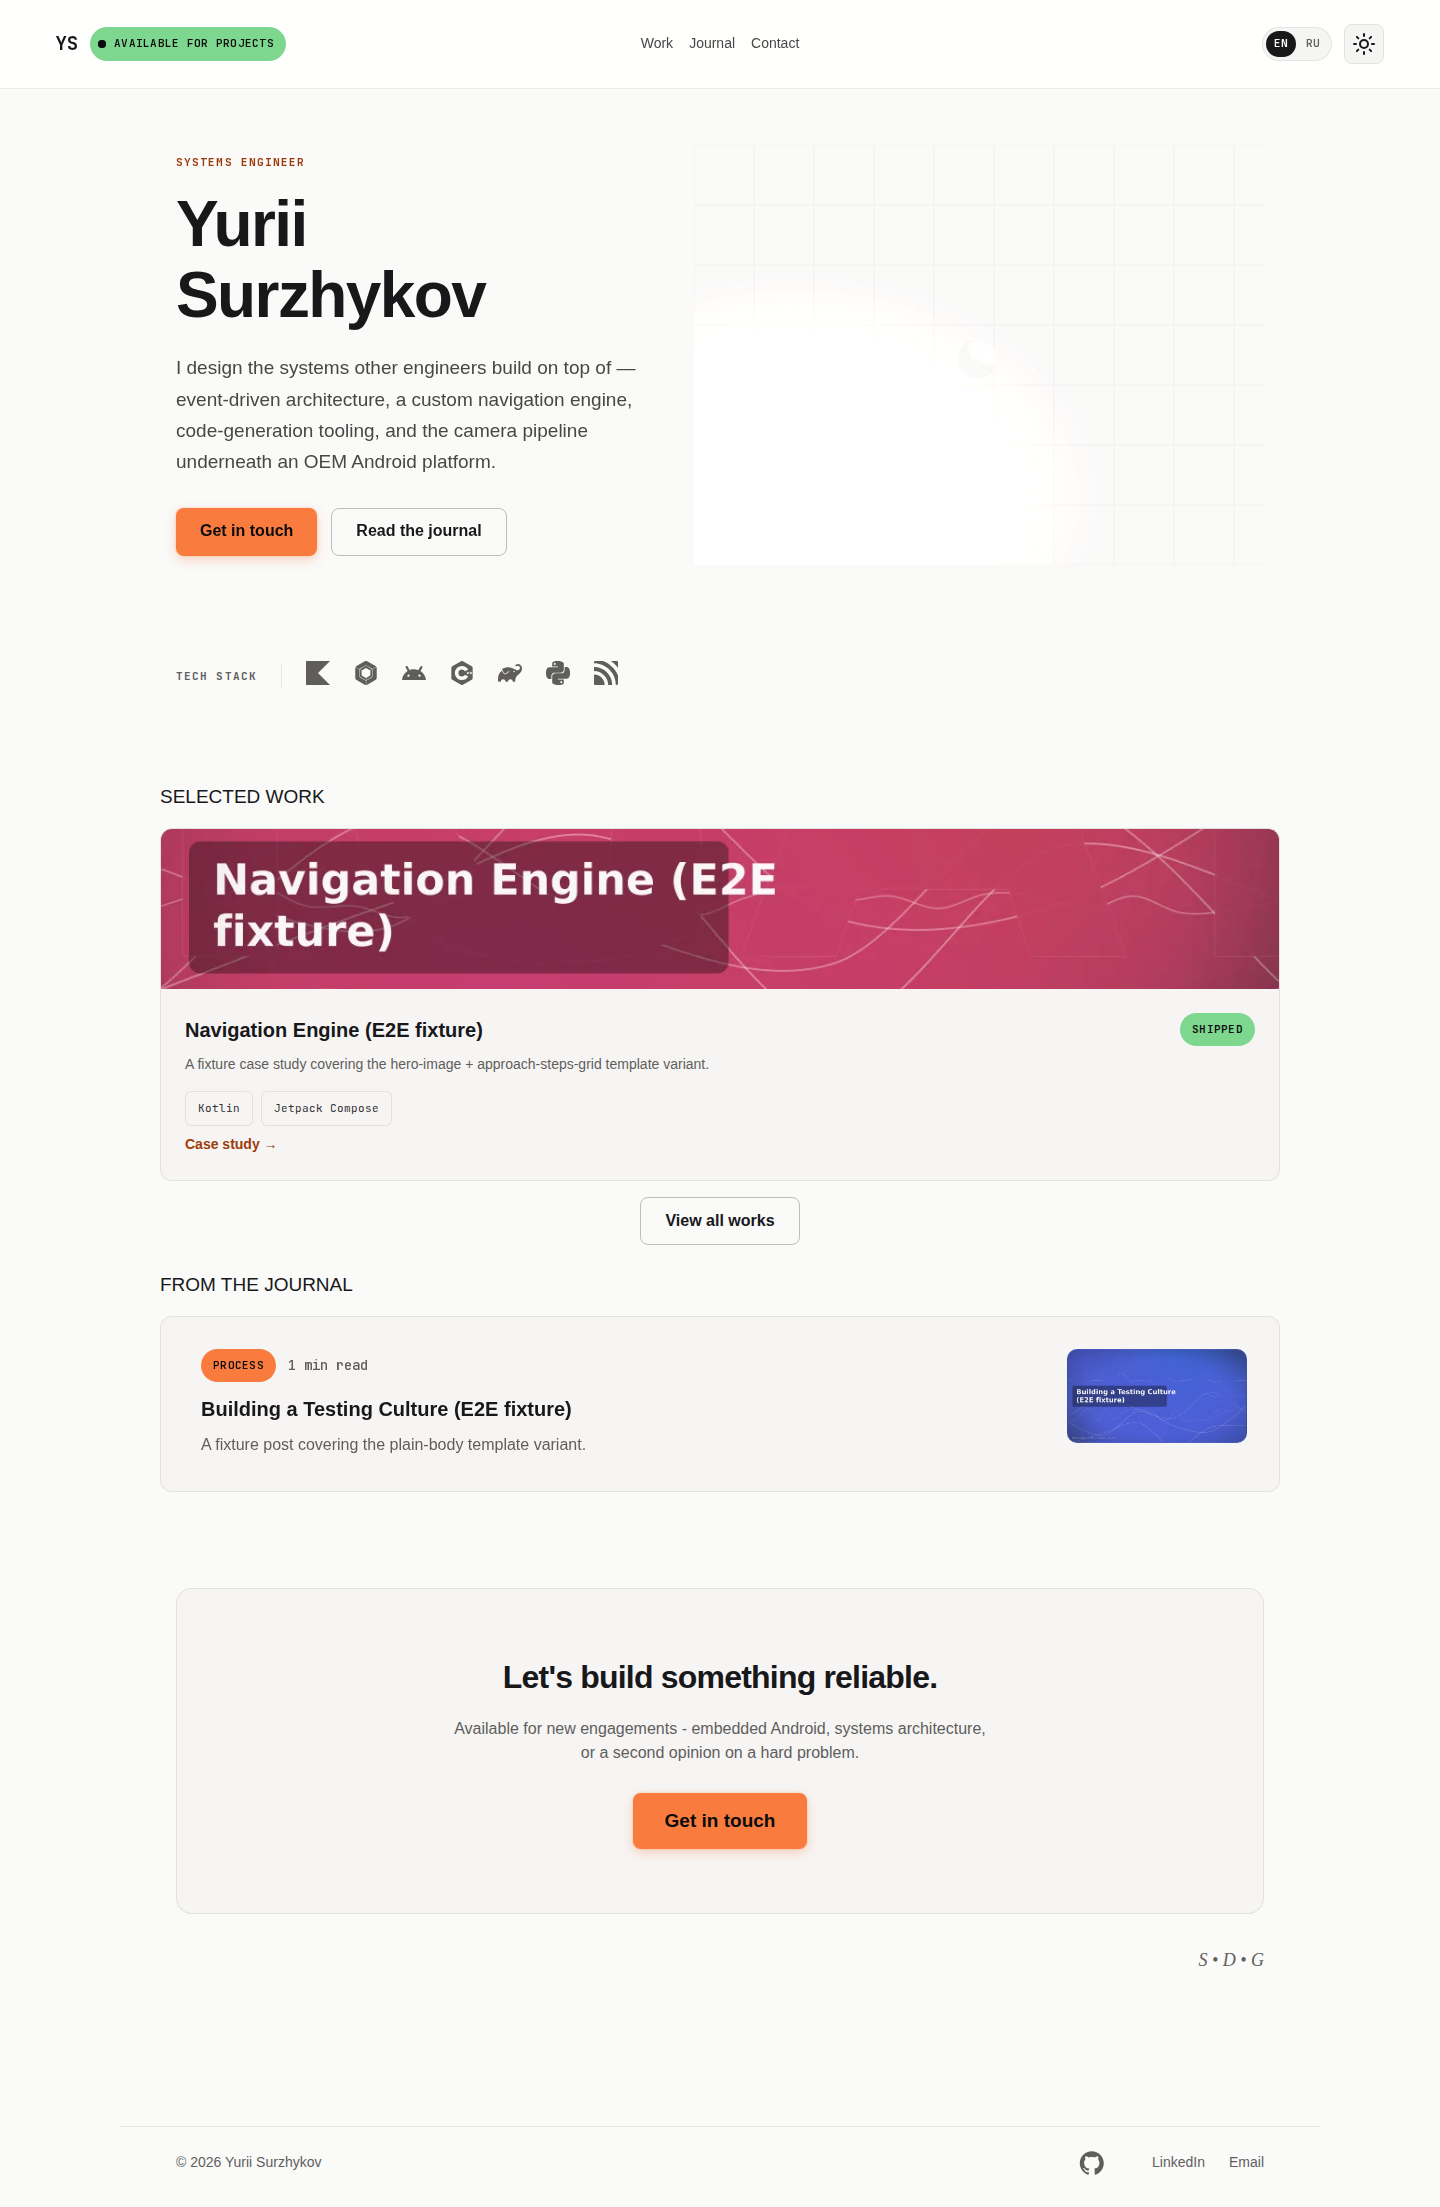 YS
AVAILABLE FOR PROJECTS
Work
Journal
Contact
EN
RU
SYSTEMS ENGINEER
Yurii
Surzhykov
I design the systems other engineers build on top of —
event-driven architecture, a custom navigation engine,
code-generation tooling, and the camera pipeline
underneath an OEM Android platform.
Get in touch
Read the journal
TECH STACK
SELECTED WORK
Navigation Engine (E2E
fixture)
Navigation Engine (E2E fixture)
SHIPPED
A fixture case study covering the hero-image + approach-steps-grid template variant.
Kotlin
Jetpack Compose
Case study →
View all works
FROM THE JOURNAL
PROCESS
1 min read
Building a Testing Culture (E2E fixture)
A fixture post covering the plain-body template variant.
Building a Testing Culture
(E2E fixture)
Let's build something reliable.
Available for new engagements - embedded Android, systems architecture,
or a second opinion on a hard problem.
Get in touch
S • D • G
© 2026 Yurii Surzhykov
LinkedIn
Email